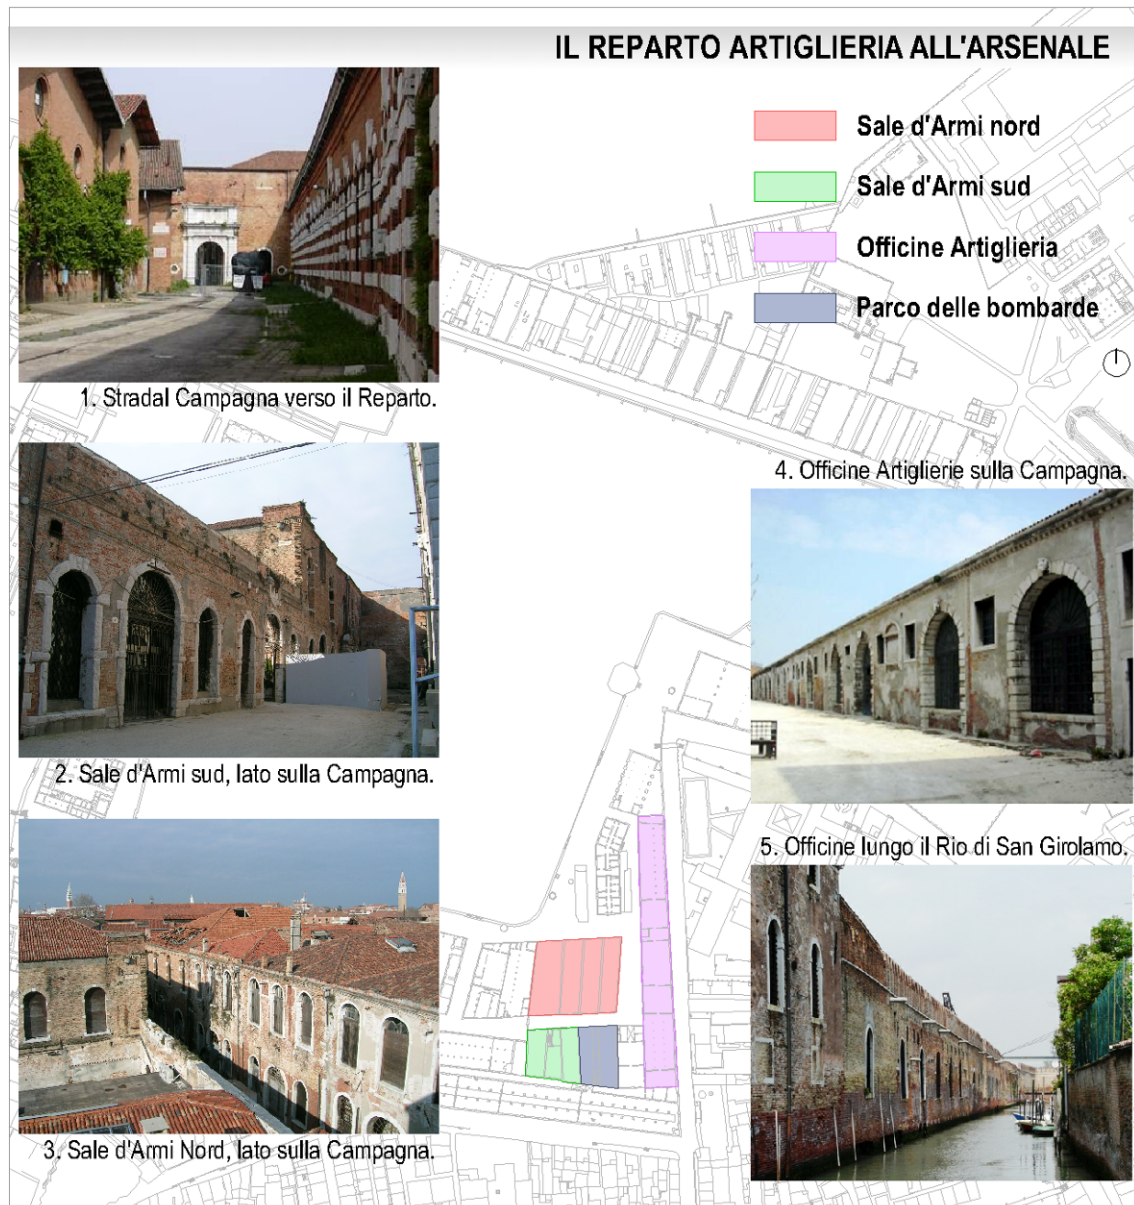 IL REPARTO ARTIGLIERIA ALL'ARSENALE
Sale d'Armi nord
Sale d'Armi sud
Officine Artiglieria
Parco delle bombarde
1. Stradal Campagna verso il Reparto.
4. Officine Artiglierie sulla Campagna.
2. Sale d'Armi sud, lato sulla Campagna.
5. Officine lungo il Rio di San Girolamo.
3. Sale d'Armi Nord, lato sulla Campagna.